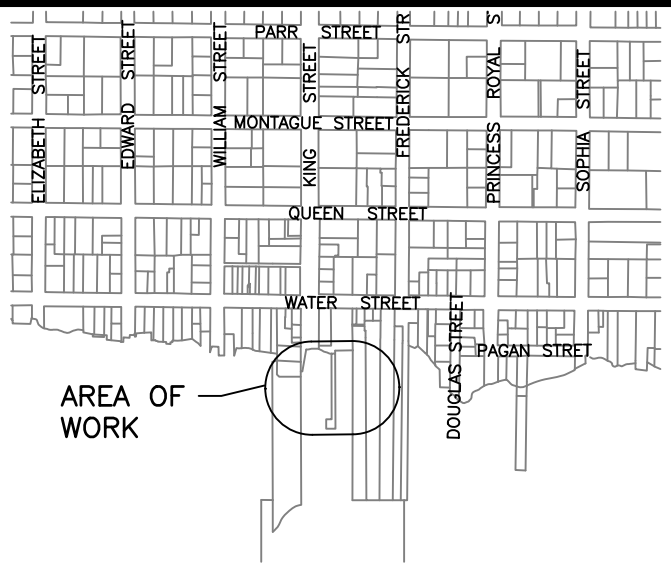 PARR STREET
MONTAGUE STREET
QUEEN STREET
WATER STREET
PAGAN STRET
ELIZABETH STREET
EDWARD STREET
WILLIAM STREET
KING STREET
FREDERICK STR
PRINCESS ROYAL S
SOPHIA STREET
DOUGLAS STREET
AREA OF
WORK